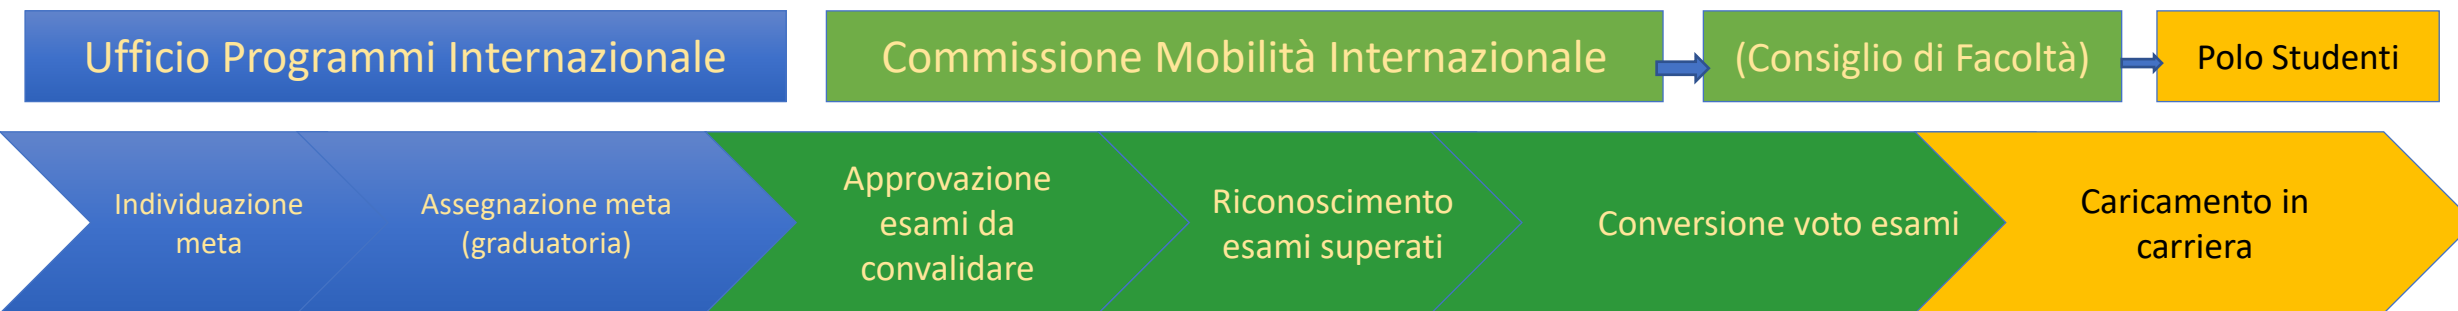 Ufficio Programmi Internazionale
Commissione Mobilità Internazionale
(Consiglio di Facoltà)
Polo Studenti
Individuazione
meta
Assegnazione meta
(graduatoria)
Approvazione
esami da
convalidare
Riconoscimento
esami superati
Conversione voto esami
Caricamento in
carriera